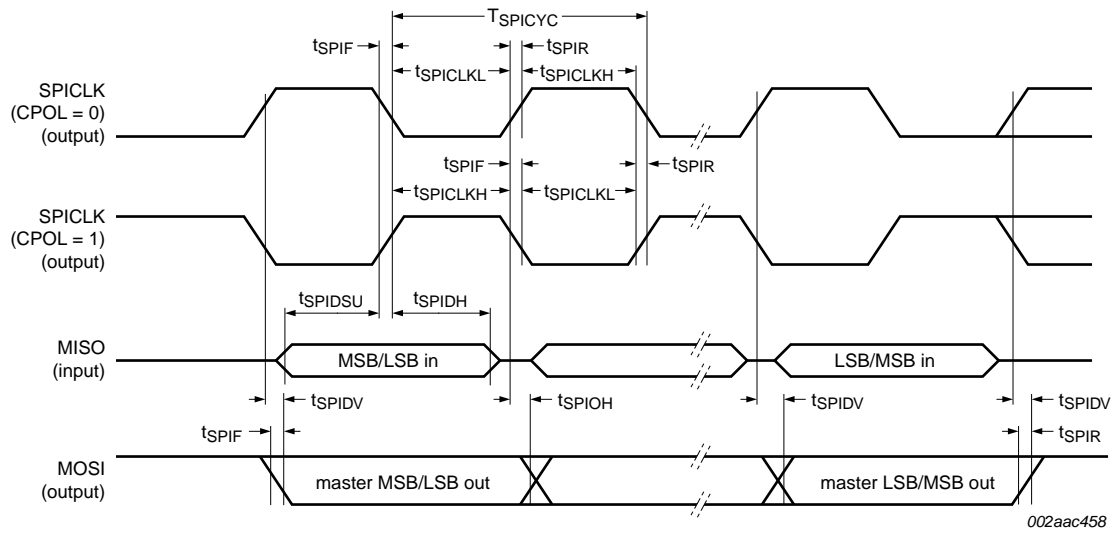 TSPICYC
tSPIF
tSPIR
tSPICLKL
tSPICLKH
SPICLK
(CPOL = 0)
(output)
tSPIF
tSPIR
tSPICLKH
tSPICLKL
SPICLK
(CPOL = 1)
(output)
tSPIDSU
tSPIDH
MISO
(input)
MSB/LSB in
LSB/MSB in
tSPIDV
tSPIOH
tSPIDV
tSPIDV
tSPIF
tSPIR
MOSI
(output)
master MSB/LSB out
master LSB/MSB out
002aac458